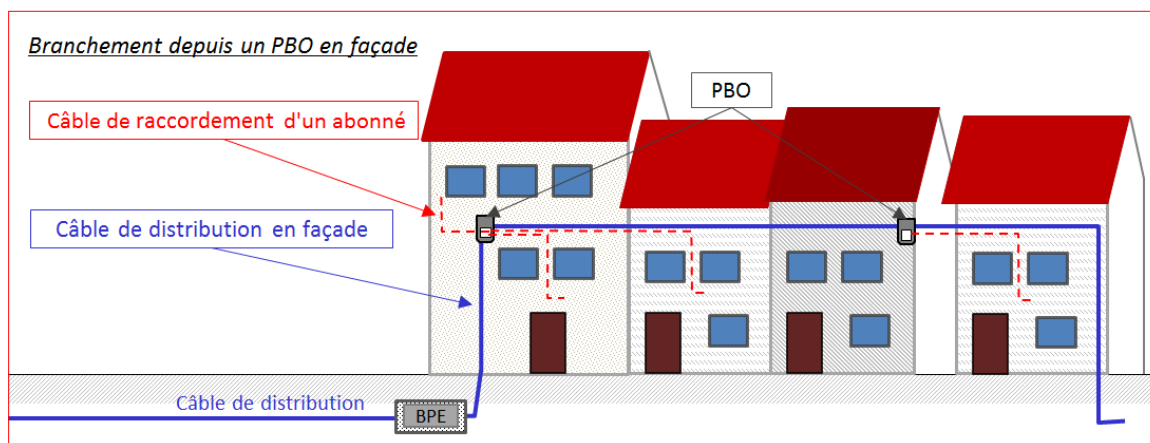 Branchement depuis un PBO en façade
PBO
Câble de raccordement d'un abonné
Câble de distribution en façade
Câble de distribution
BPE